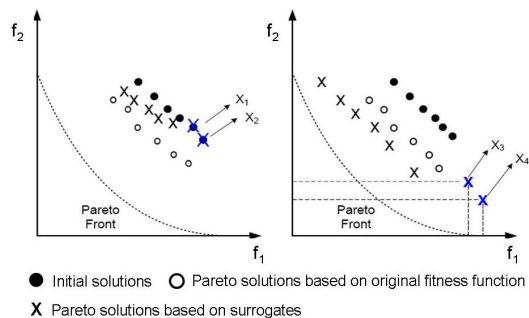 f2
f2
X1
X2
X3
X4
Pareto
Front
Pareto
Front
f1
f1
Initial solutions
Pareto solutions based on original fitness function
X Pareto solutions based on surrogates